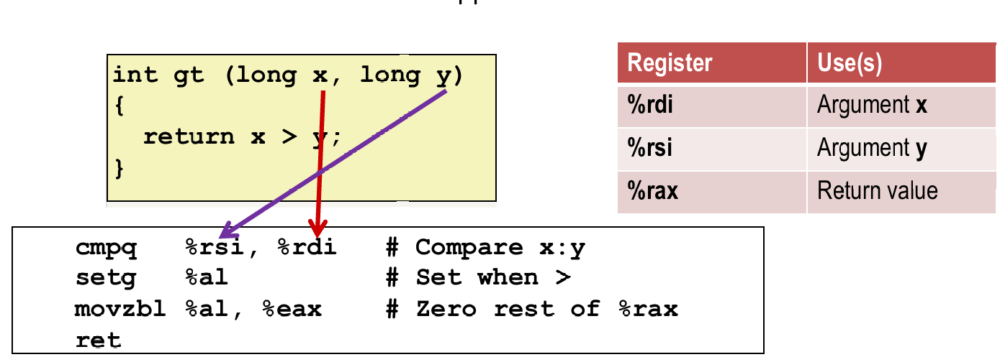 int gt (long x, long y)
{
  return x > y;
}
Register Use(s)
%rdi Argument x
%rsi Argument y
%rax Return value
cmpq %rsi, %rdi # Compare x:y
setg %al # Set when >
movzbl %al, %eax # Zero rest of %rax
ret